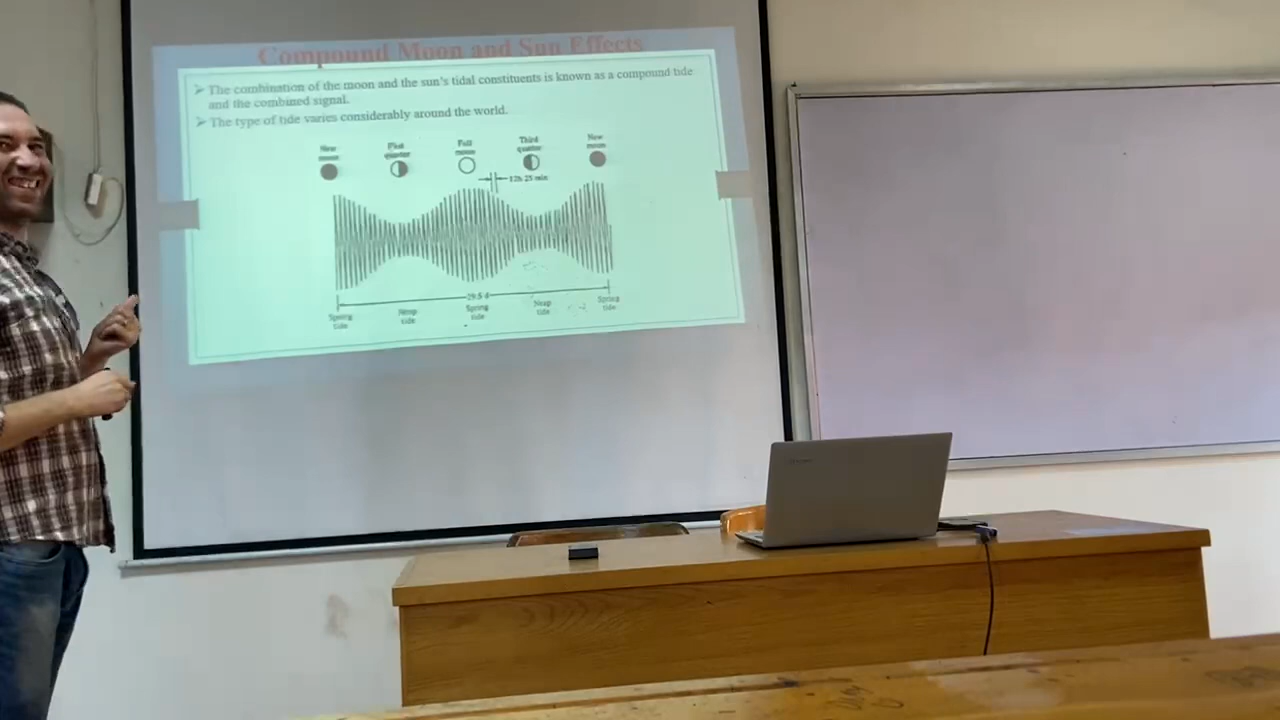 Compound Moon and Sun Effects
➢ The combination of the moon and the sun's tidal constituents is known as a compound tide
and the combined signal.
➢ The type of tide varies considerably around the world.
New First Full Third New
moon quarter moon quarter moon
12h 25 min
29.5 d
Spring Neap Spring Neap Spring
tide tide tide tide tide